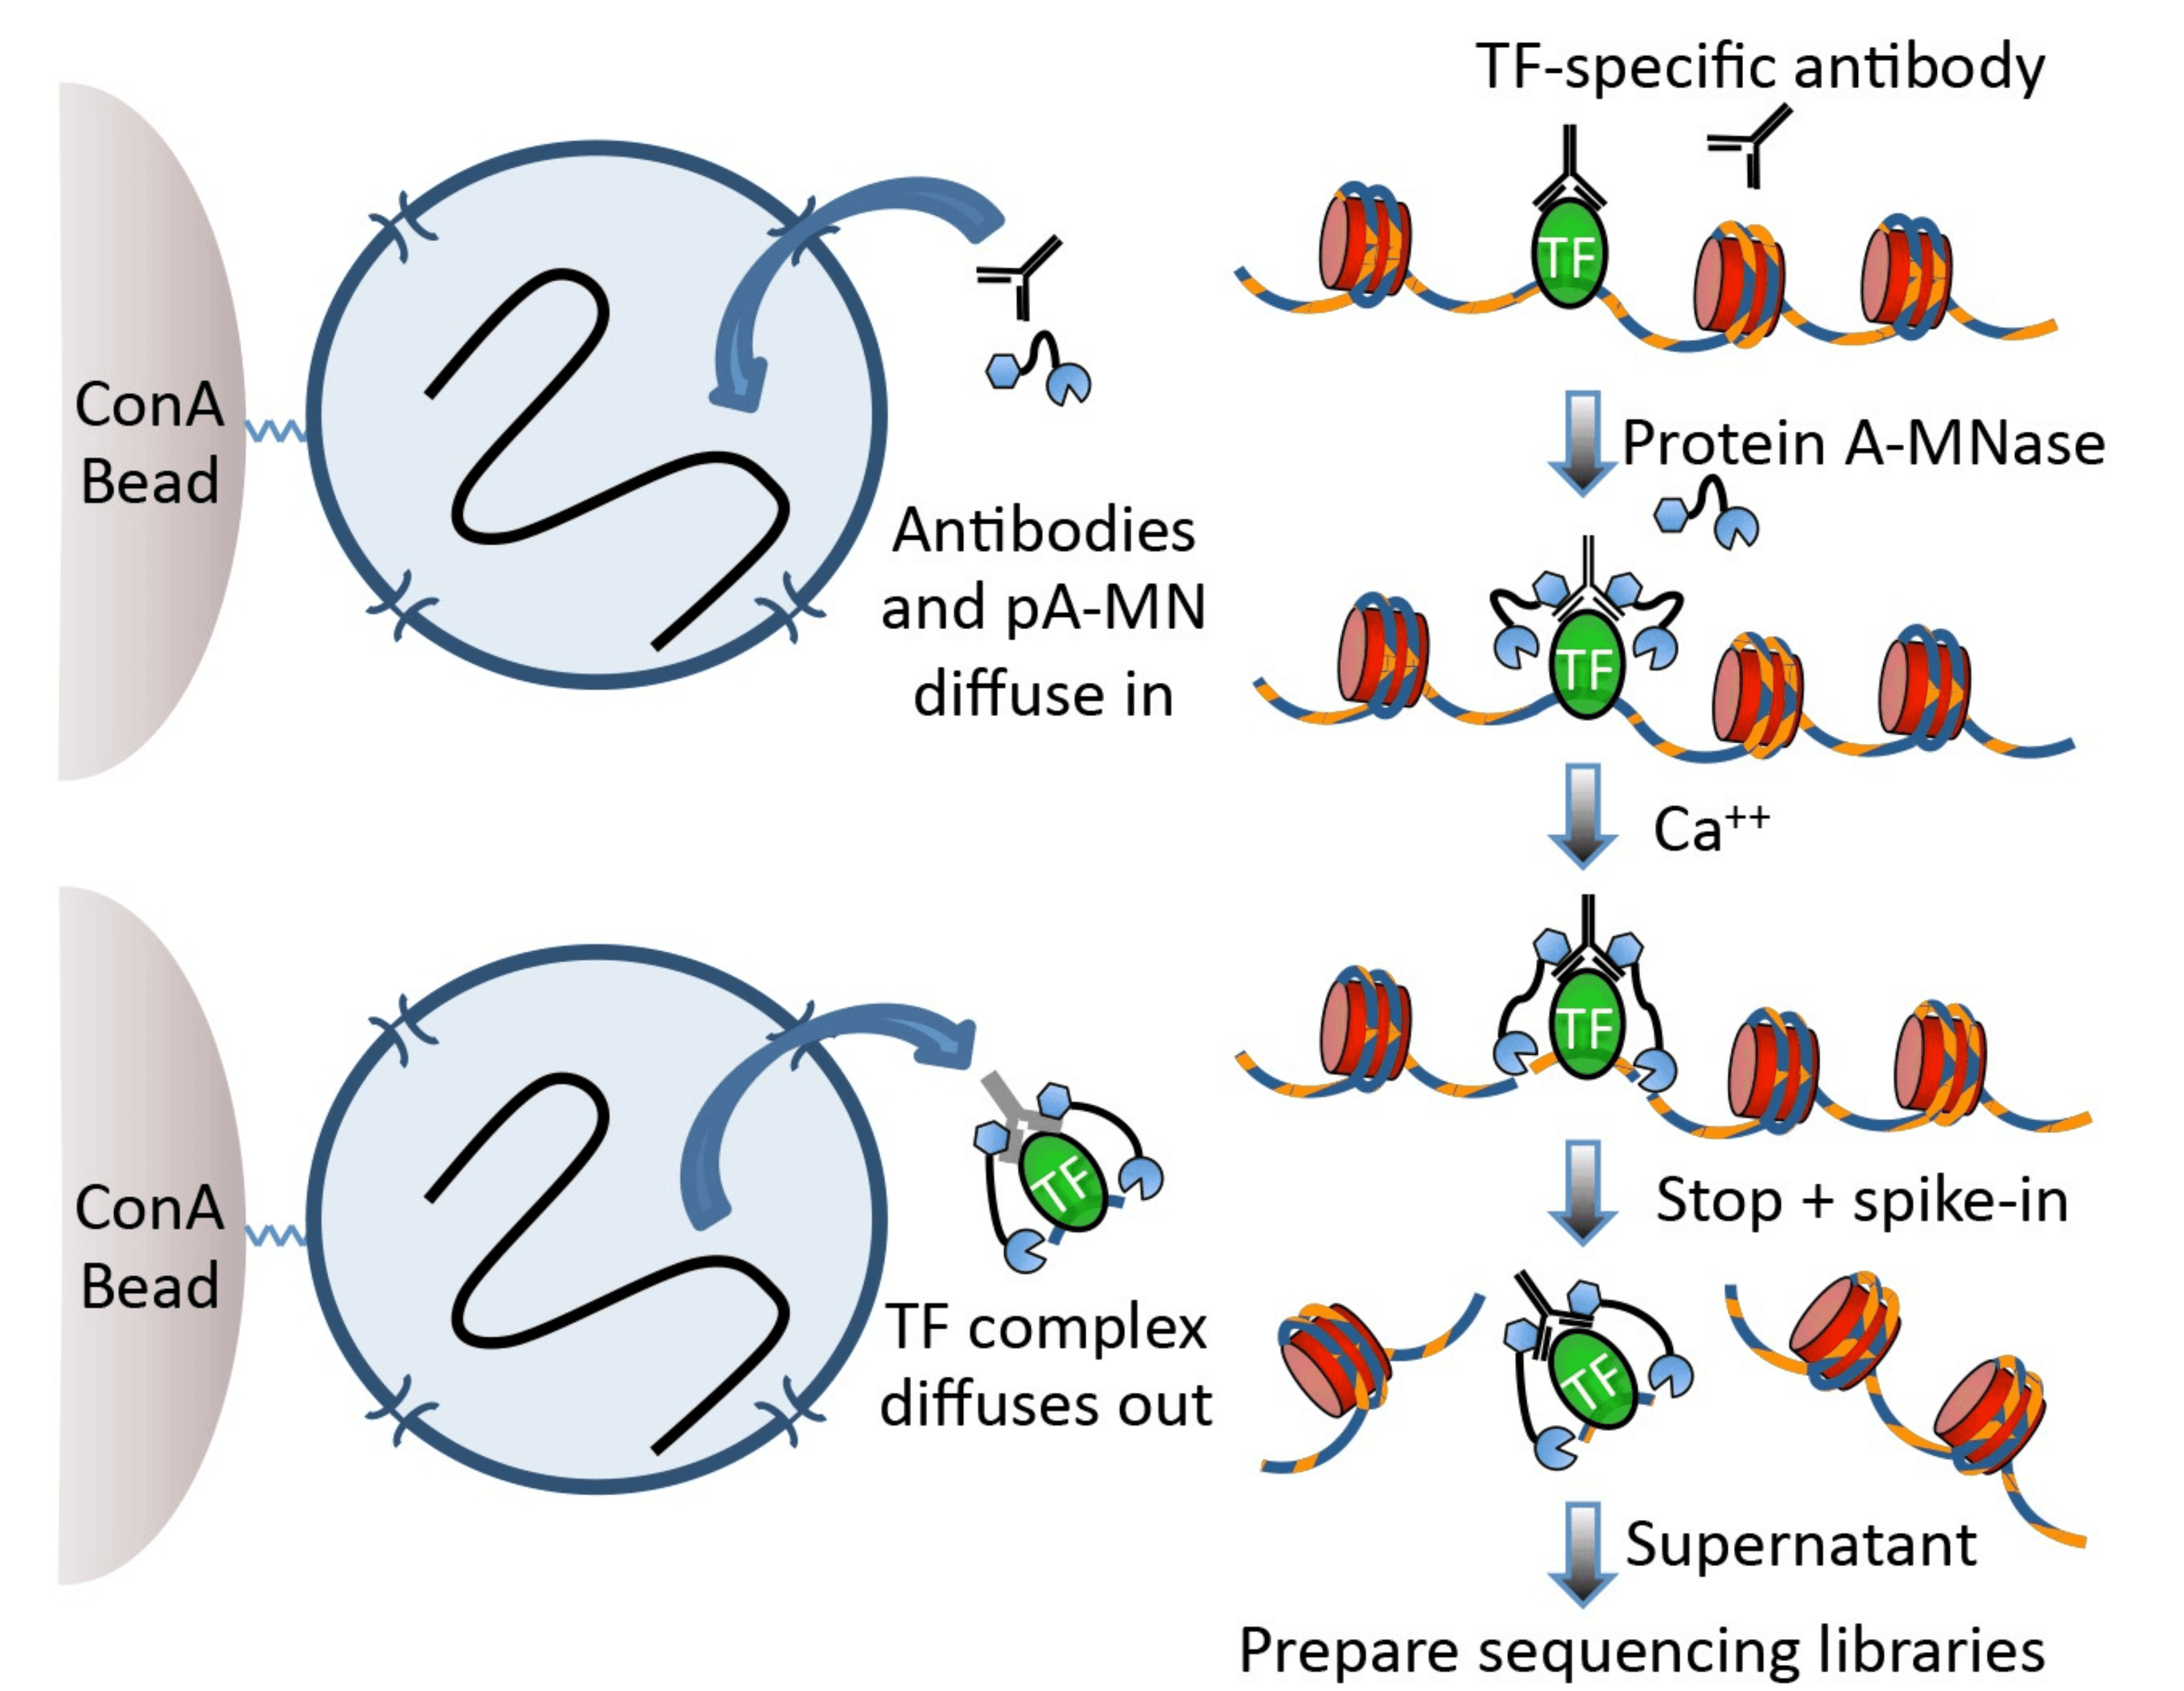 ConA
Bead
Antibodies
and pA-MN
diffuse in
ConA
Bead
TF
TF complex
diffuses out
TF-specific antibody
TF
Protein A-MNase
TF
Ca++
TF
Stop + spike-in
TF
Supernatant
Prepare sequencing libraries